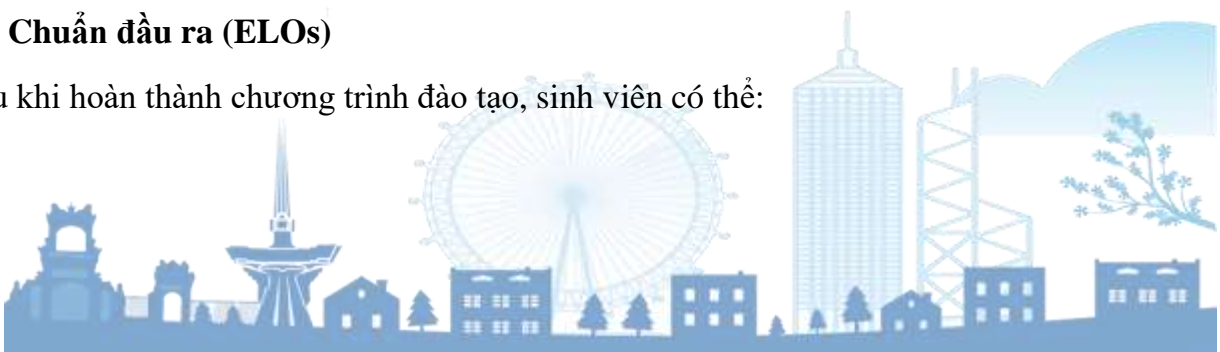 Chuẩn đầu ra (ELOs)
khi hoàn thành chương trình đào tạo, sinh viên có thể: